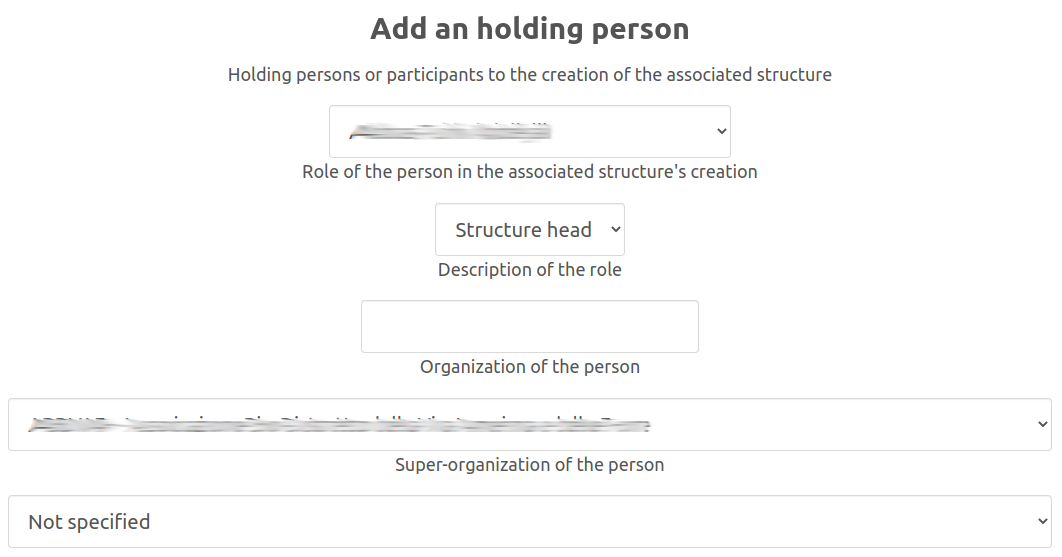 Add an holding person
Holding persons or participants to the creation of the associated structure
Role of the person in the associated structure's creation
Structure head
Description of the role
Organization of the person
Super-organization of the person
Not specified